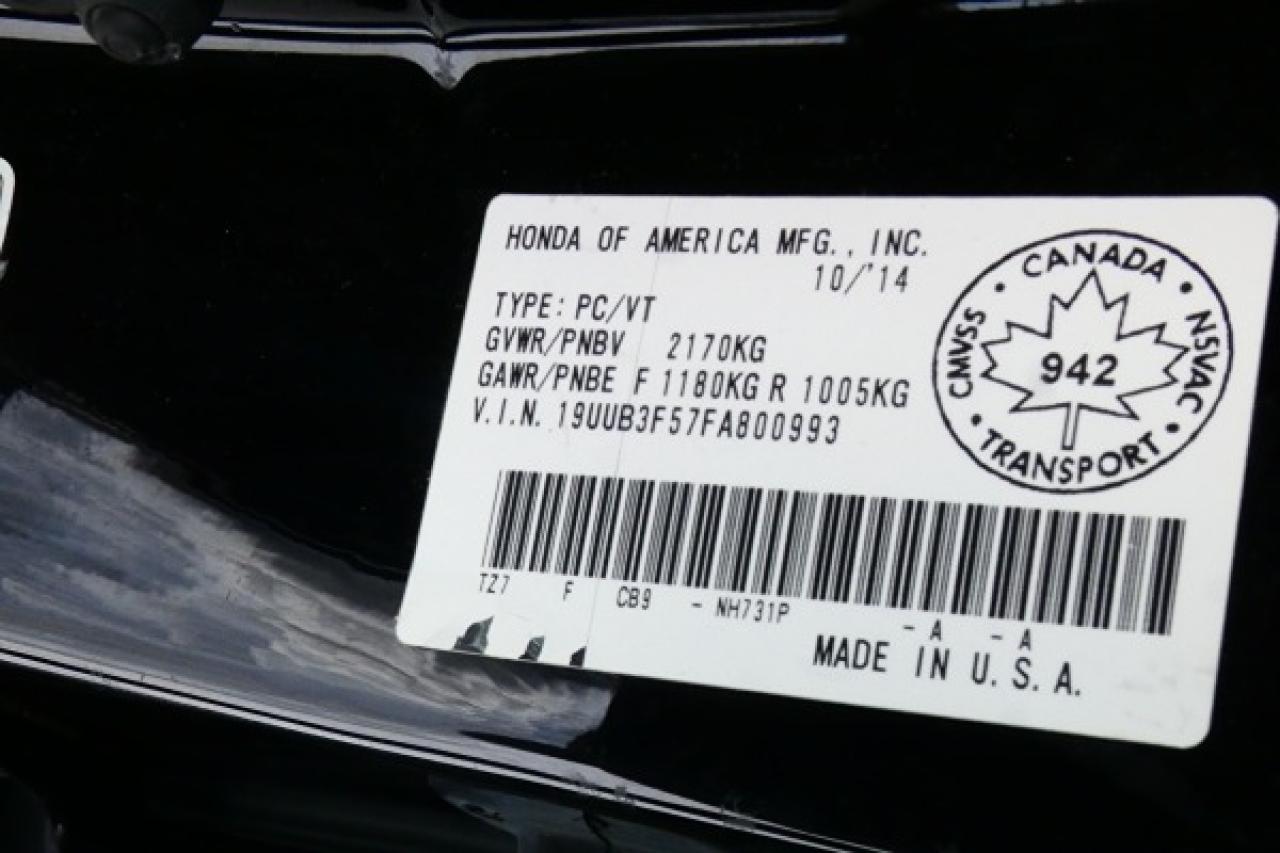 HONDA OF AMERICA MFG., INC.
10/'14
TYPE: PC/VT
GVWR/PNBV 2170KG
GAWR/PNBE F 1180KG R 1005KG
V.I.N. 19UUB3F57FA800993
CANADA
CMVSS
NSVAC
942
TRANSPORT
TZ7 F CB9 - NH731P - A - A
MADE IN U.S.A.